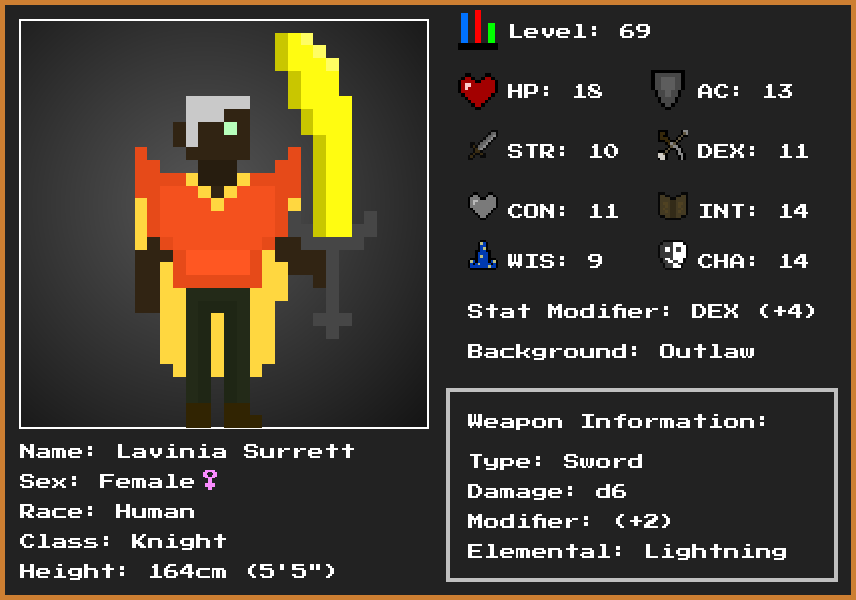 Level: 69
HP: 18
AC: 13
STR: 10
DEX: 11
CON: 11
INT: 14
WIS: 9
CHA: 14
Stat Modifier: DEX (+4)
Background: Outlaw
Weapon Information:
Type: Sword
Damage: d6
Modifier: (+2)
Elemental: Lightning
Name: Lavinia Surrett
Sex: Female♀
Race: Human
Class: Knight
Height: 164cm (5'5")